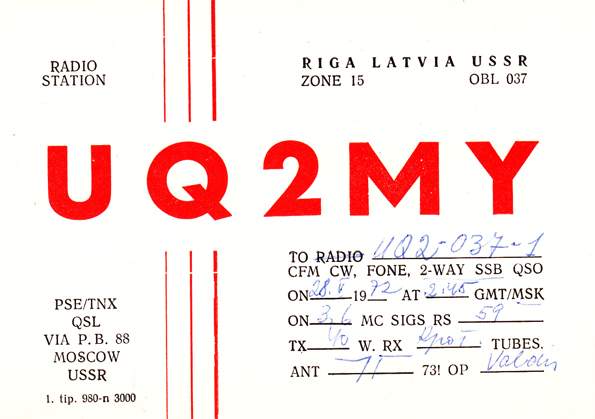 RADIO
STATION
RIGA LATVIA USSR
ZONE 15 OBL 037
UQ2MY
TO RADIO UQ2-037-1
CFM CW, FONE, 2-WAY SSB QSO
ON 28.V 1972 AT 2.45 GMT/MSK
ON 3,6 MC SIGS RS 59
TX 40 W. RX TUBES.
ANT 73! OP Valdis
PSE/TNX
QSL
VIA P.B. 88
MOSCOW
USSR
1. tip. 980-n 3000